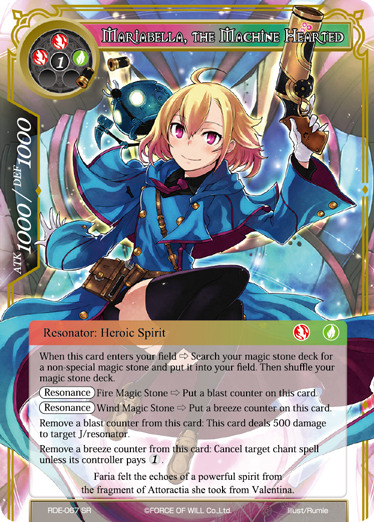 Mariabella, the Machine Hearted
1
ATK 1000 / DEF 1000
Resonator: Heroic Spirit
When this card enters your field ⇨ Search your magic stone deck for
a non-special magic stone and put it into your field. Then shuffle your
magic stone deck.
Resonance Fire Magic Stone ⇨ Put a blast counter on this card.
Resonance Wind Magic Stone ⇨ Put a breeze counter on this card.
Remove a blast counter from this card: This card deals 500 damage
to target J/resonator.
Remove a breeze counter from this card: Cancel target chant spell
unless its controller pays 1 .
Faria felt the echoes of a powerful spirit from
the fragment of Attoractia she took from Valentina.
RDE-067 SR ©FORCE OF WILL Co.,Ltd. Illust/Rumie